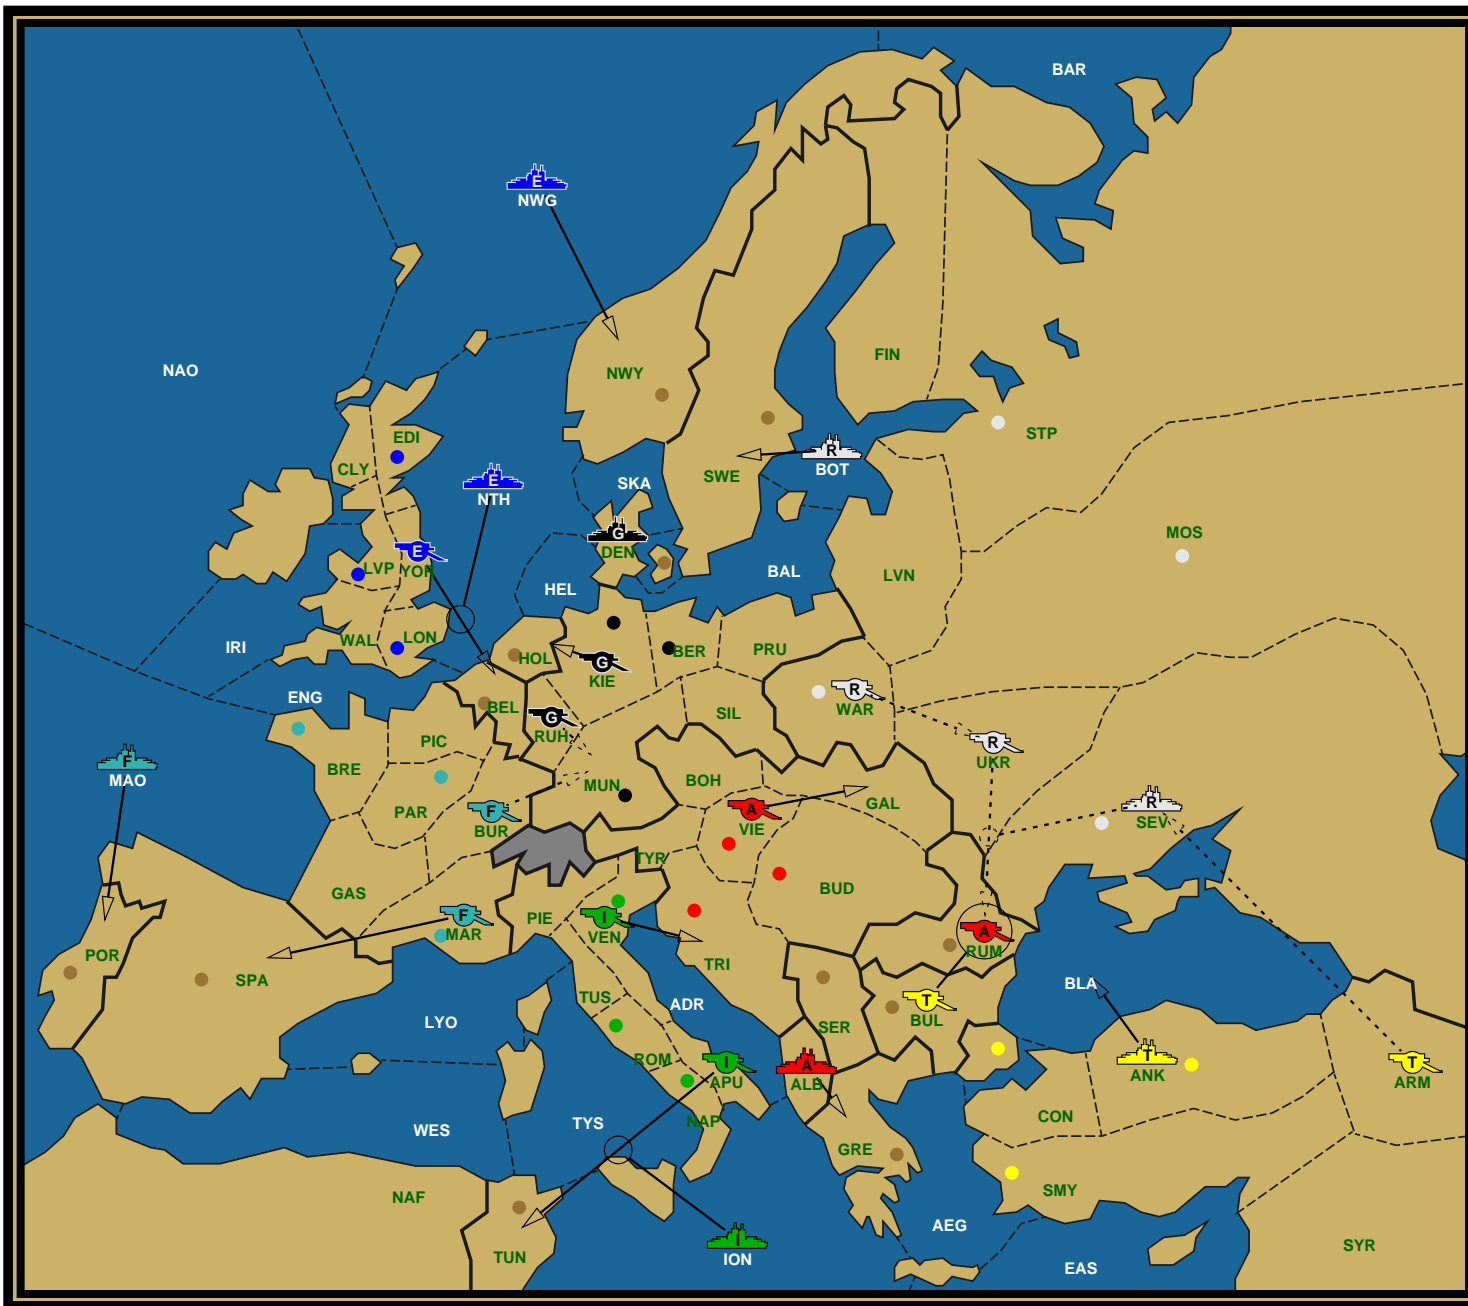 BAR
E
NWG
FIN
NAO
NWY
EDI
STP
CLY
R
BOT
SWE
E
NTH
SKA
G
DEN
MOS
E
LVP
YOR
HEL
BAL
LVN
IRI
WAL
LON
HOL
G
KIE
BER
PRU
ENG
BEL
R
WAR
SIL
G
RUH
PIC
R
UKR
F
MAO
BRE
MUN
BOH
GAL
PAR
F
BUR
A
VIE
R
SEV
TYR
GAS
BUD
F
MAR
PIE
I
VEN
A
RUM
POR
SPA
TRI
TUS
ADR
BLA
T
BUL
LYO
SER
ROM
I
APU
A
ALB
T
ANK
T
ARM
WES
TYS
NAP
CON
GRE
NAF
SMY
TUN
I
ION
AEG
EAS
SYR